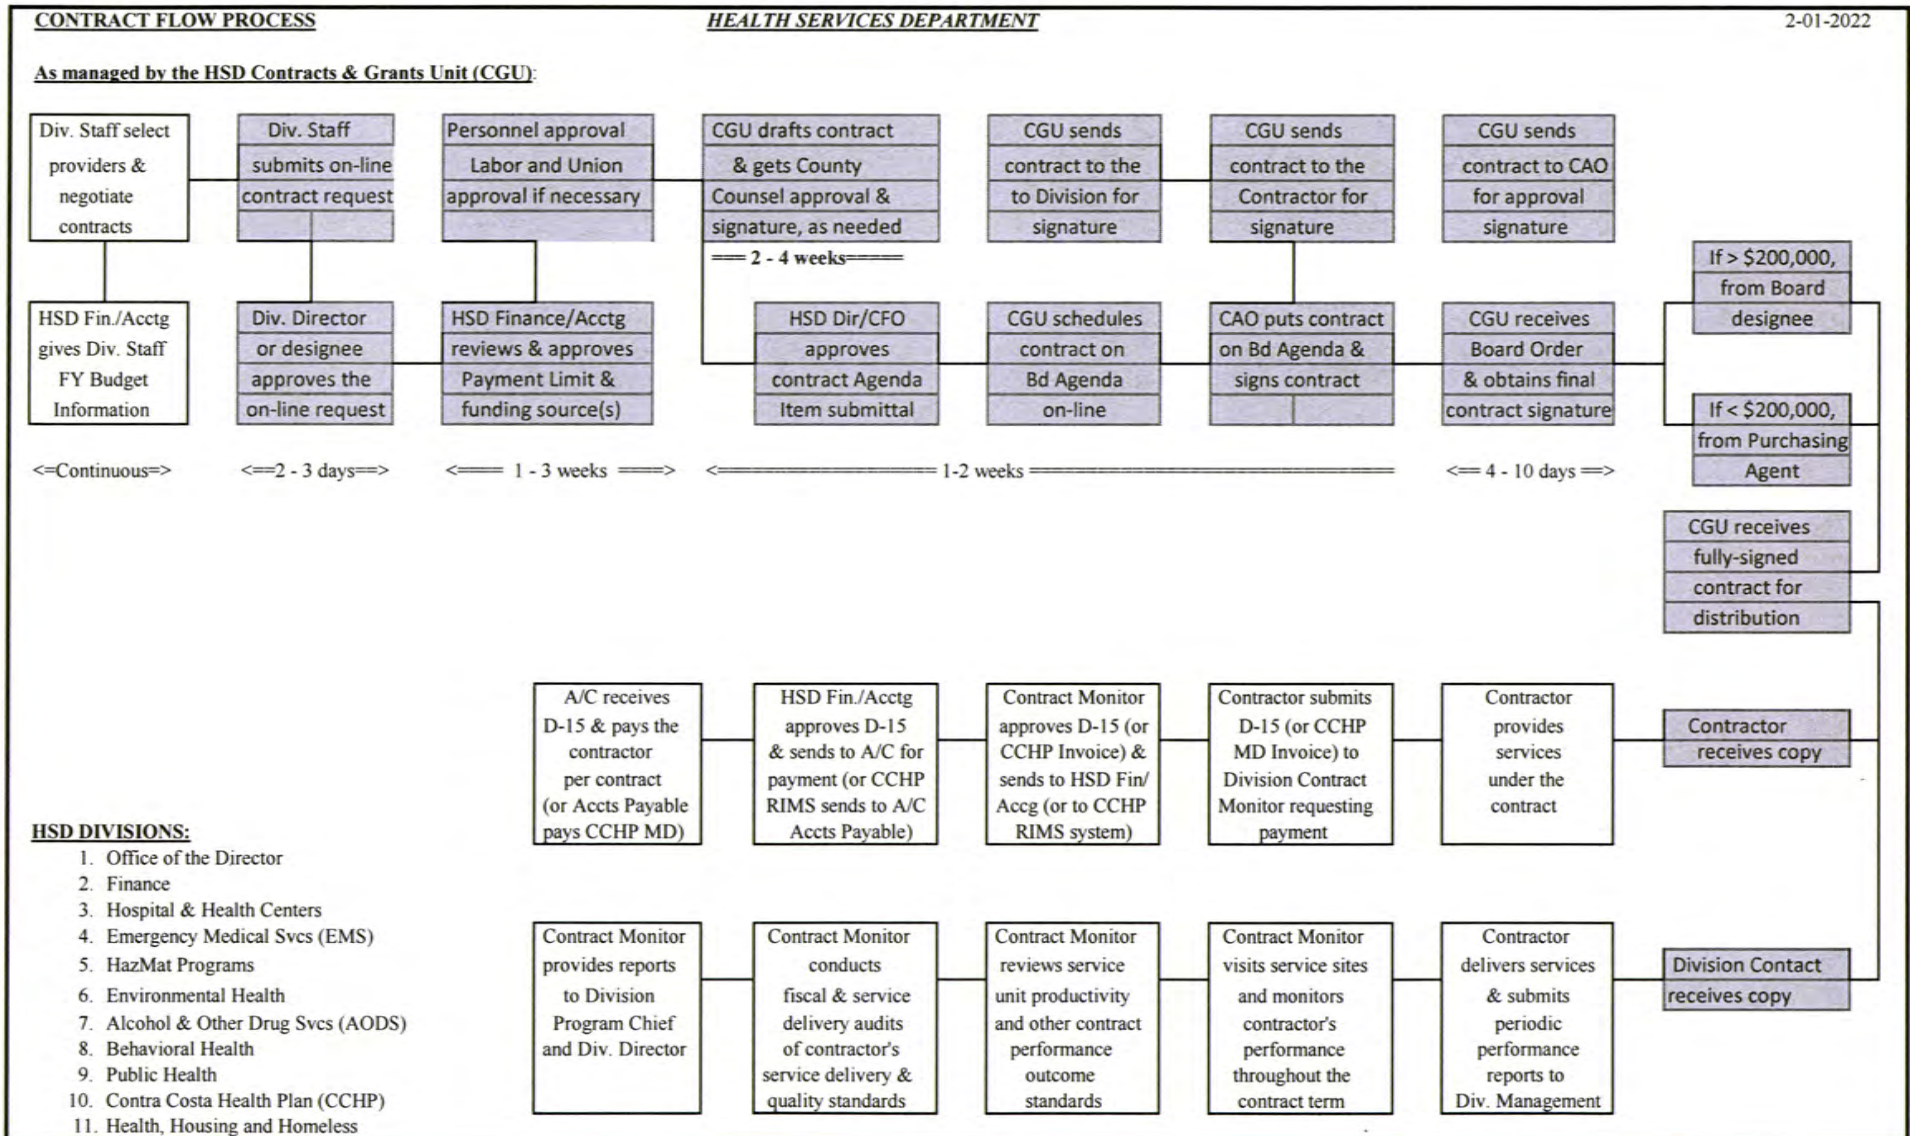 CONTRACT FLOW PROCESS
HEALTH SERVICES DEPARTMENT
2-01-2022
As managed by the HSD Contracts & Grants Unit (CGU):
Div. Staff select
providers &
negotiate
contracts
Div. Staff
submits on-line
contract request
Personnel approval
Labor and Union
approval if necessary
CGU drafts contract
& gets County
Counsel approval &
signature, as needed
=== 2 - 4 weeks=====
CGU sends
contract to the
to Division for
signature
CGU sends
contract to the
Contractor for
signature
CGU sends
contract to CAO
for approval
signature
HSD Fin./Acctg
gives Div. Staff
FY Budget
Information
Div. Director
or designee
approves the
on-line request
HSD Finance/Acctg
reviews & approves
Payment Limit &
funding source(s)
HSD Dir/CFO
approves
contract Agenda
Item submittal
CGU schedules
contract on
Bd Agenda
on-line
CAO puts contract
on Bd Agenda &
signs contract
CGU receives
Board Order
& obtains final
contract signature
If > $200,000,
from Board
designee
If < $200,000,
from Purchasing
Agent
<=Continuous=>
<==2 - 3 days==>
<==== 1 - 3 weeks ====>
<==================== 1-2 weeks ================================
<== 4 - 10 days ==>
CGU receives
fully-signed
contract for
distribution
A/C receives
D-15 & pays the
contractor
per contract
(or Accts Payable
pays CCHP MD)
HSD Fin./Acctg
approves D-15
& sends to A/C for
payment (or CCHP
RIMS sends to A/C
Accts Payable)
Contract Monitor
approves D-15 (or
CCHP Invoice) &
sends to HSD Fin/
Accg (or to CCHP
RIMS system)
Contractor submits
D-15 (or CCHP
MD Invoice) to
Division Contract
Monitor requesting
payment
Contractor
provides
services
under the
contract
Contractor
receives copy
HSD DIVISIONS:
1. Office of the Director
2. Finance
3. Hospital & Health Centers
4. Emergency Medical Svcs (EMS)
5. HazMat Programs
6. Environmental Health
7. Alcohol & Other Drug Svcs (AODS)
8. Behavioral Health
9. Public Health
10. Contra Costa Health Plan (CCHP)
11. Health, Housing and Homeless
Contract Monitor
provides reports
to Division
Program Chief
and Div. Director
Contract Monitor
conducts
fiscal & service
delivery audits
of contractor's
service delivery &
quality standards
Contract Monitor
reviews service
unit productivity
and other contract
performance
outcome
standards
Contract Monitor
visits service sites
and monitors
contractor's
performance
throughout the
contract term
Contractor
delivers services
& submits
periodic
performance
reports to
Div. Management
Division Contact
receives copy